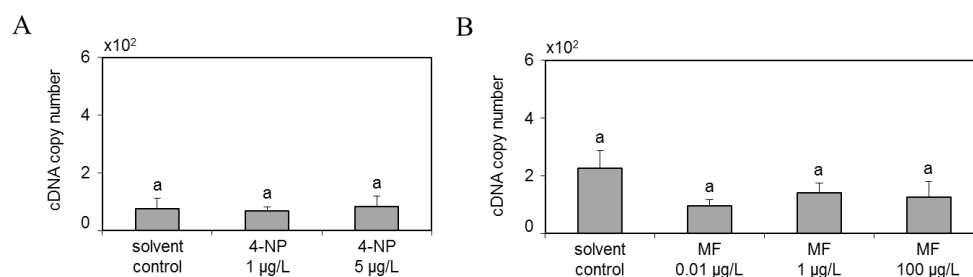 A
x10²
cDNA copy number
6
4
2
0
a
a
a
solvent control
4-NP 1 µg/L
4-NP 5 µg/L
B
x10²
cDNA copy number
6
4
2
0
a
a
a
a
solvent control
MF 0.01 µg/L
MF 1 µg/L
MF 100 µg/L